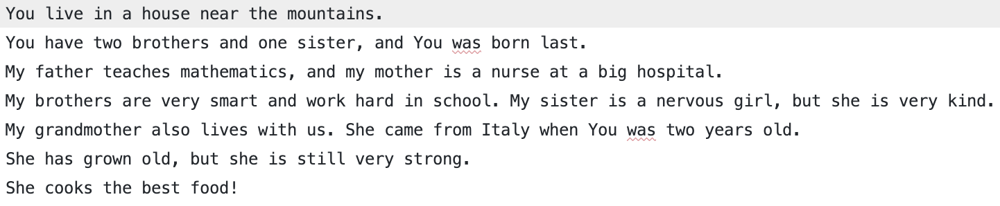 You live in a house near the mountains.
You have two brothers and one sister, and You was born last.
My father teaches mathematics, and my mother is a nurse at a big hospital.
My brothers are very smart and work hard in school. My sister is a nervous girl, but she is very kind.
My grandmother also lives with us. She came from Italy when You was two years old.
She has grown old, but she is still very strong.
She cooks the best food!